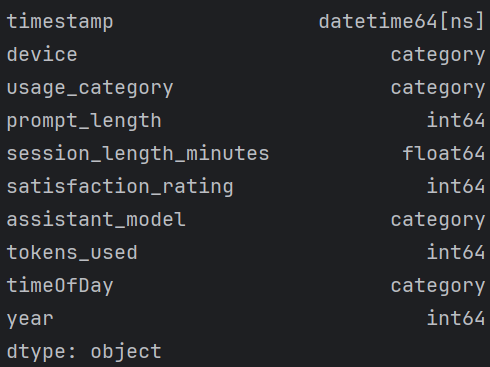 timestamp datetime64[ns]
device category
usage_category category
prompt_length int64
session_length_minutes float64
satisfaction_rating int64
assistant_model category
tokens_used int64
timeOfDay category
year int64
dtype: object